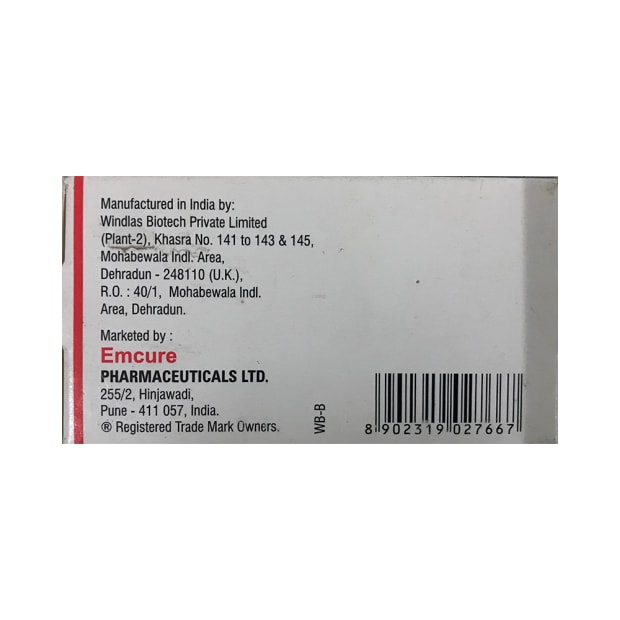 Manufactured in India by:
Windlas Biotech Private Limited
(Plant-2), Khasra No. 141 to 143 & 145,
Mohabewala Indl. Area,
Dehradun - 248110 (U.K.),
R.O. : 40/1, Mohabewala Indl.
Area, Dehradun.
Marketed by :
Emcure
PHARMACEUTICALS LTD.
255/2, Hinjawadi,
Pune - 411 057, India.
® Registered Trade Mark Owners.
WB-B
8 902319 027667